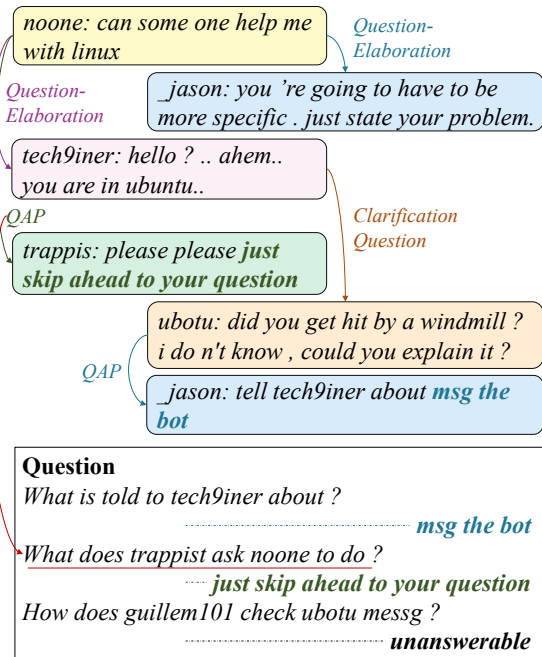 noone: can some one help me
with linux
Question-
Elaboration
_jason: you 're going to have to be
more specific . just state your problem.
Question-
Elaboration
tech9iner: hello ? .. ahem..
you are in ubuntu..
QAP
Clarification
Question
trappis: please please just
skip ahead to your question
ubotu: did you get hit by a windmill ?
i do n't know , could you explain it ?
QAP
_jason: tell tech9iner about msg the
bot
Question
What is told to tech9iner about ?
msg the bot
What does trappist ask noone to do ?
just skip ahead to your question
How does guillem101 check ubotu messg ?
unanswerable